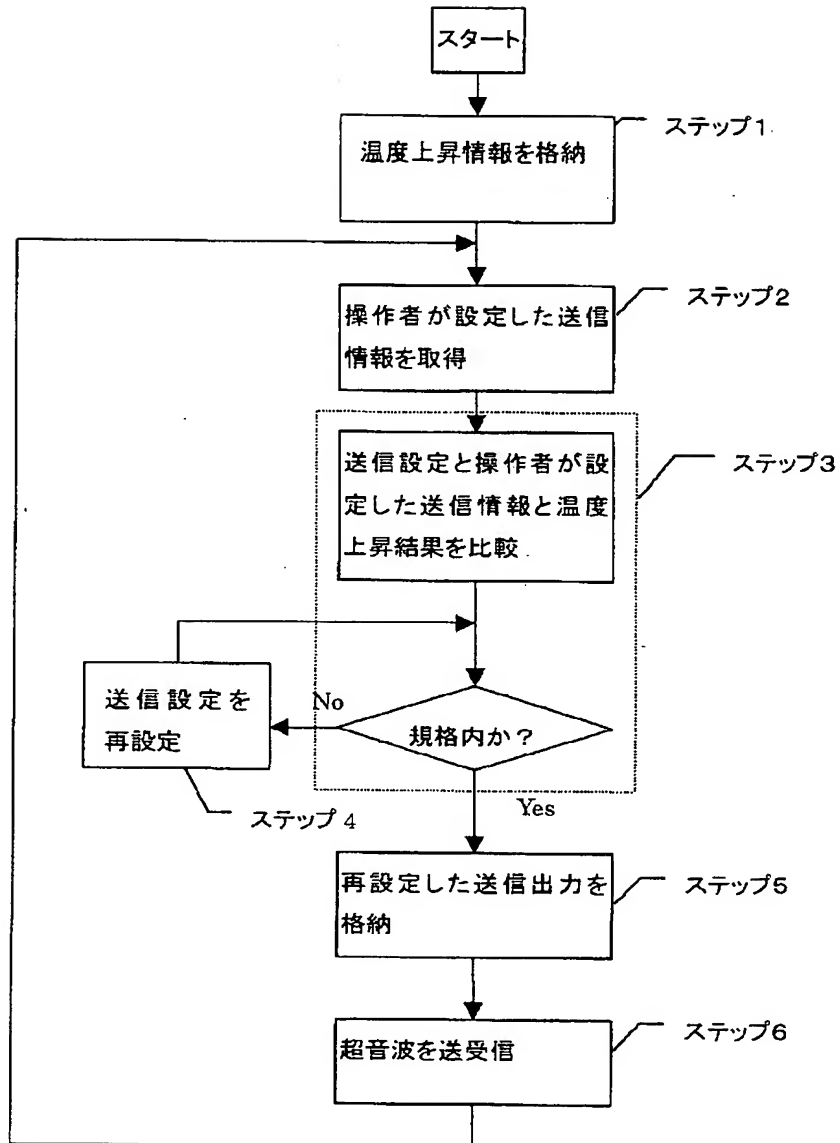 スタート
ステップ1
温度上昇情報を格納
ステップ2
操作者が設定した送信
情報を取得
ステップ3
送信設定と操作者が設
定した送信情報と温度
上昇結果を比較
送信設定を
再設定
No
規格内か？
ステップ4
Yes
再設定した送信出力を
格納
ステップ5
超音波を送受信
ステップ6